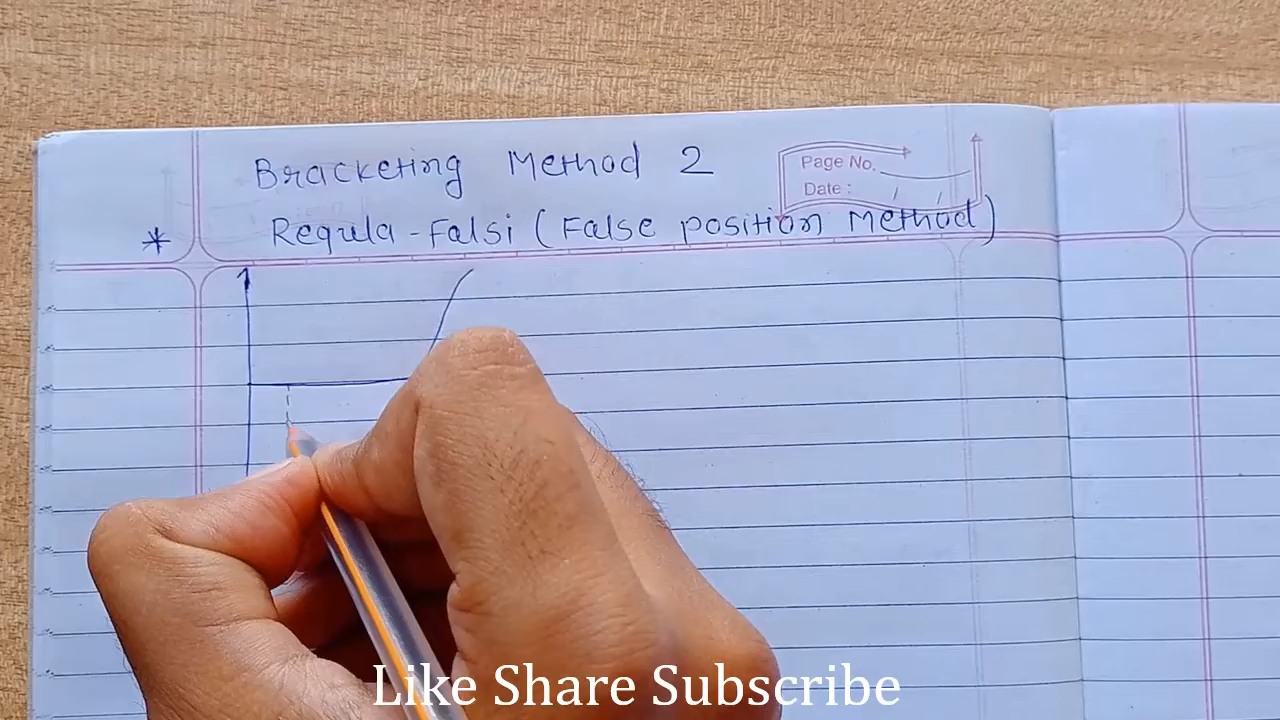 Bracketing Method 2
Page No.
Date :
* Regula - Falsi ( False position Method )
Like Share Subscribe